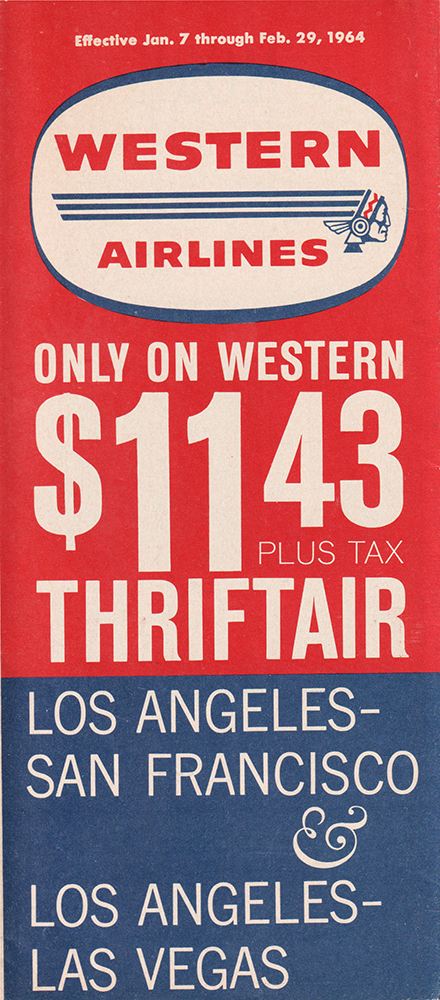 Effective Jan. 7 through Feb. 29, 1964
WESTERN
AIRLINES
ONLY ON WESTERN
$1143
PLUS TAX
THRIFTAIR
LOS ANGELES-
SAN FRANCISCO
&
LOS ANGELES-
LAS VEGAS